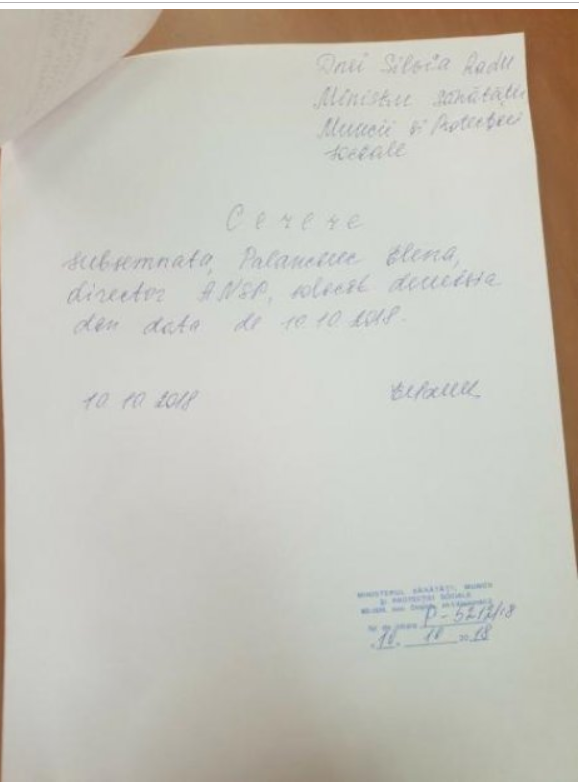 Dnei Silvia Radu
Ministru Sănătății
Muncii și Protecției
Sociale
Cerere
Subsemnata, Palanciuc Elena,
director ANSP, solicit demisia
din data de 10.10.2018.
10.10.2018
MINISTERUL SĂNĂTĂȚII, MUNCII
ȘI PROTECȚIEI SOCIALE
P-5212/18
"10" 10 2018